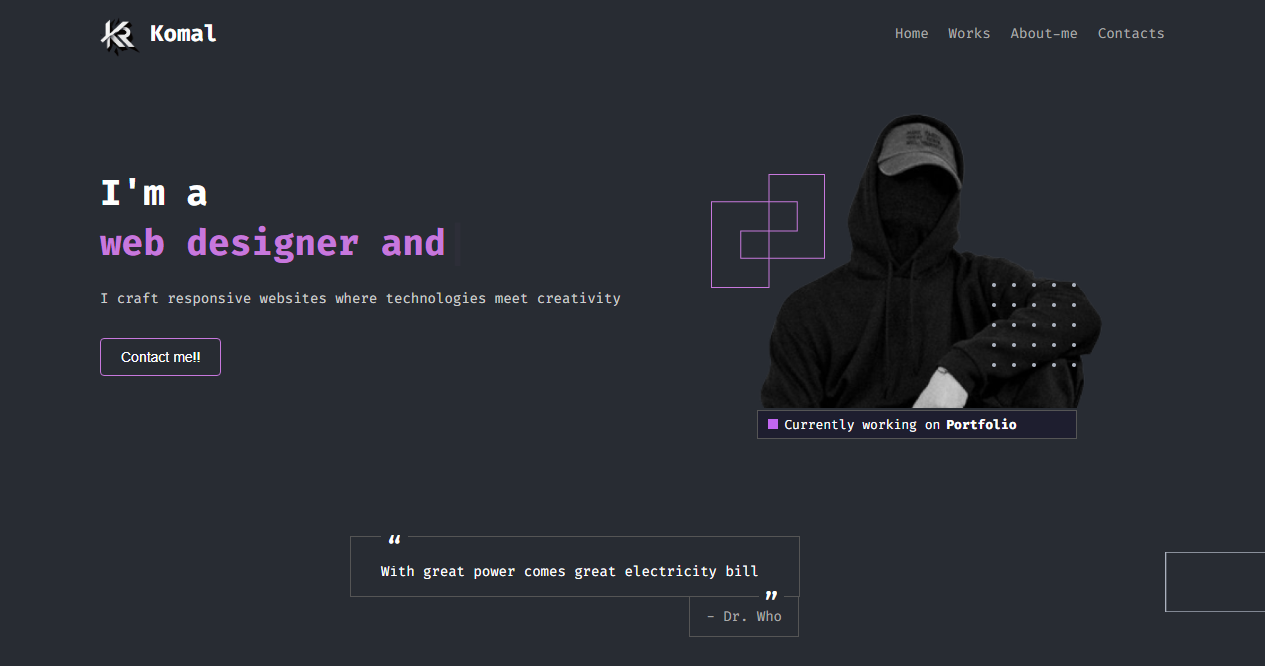 Komal
Home Works About-me Contacts
I'm a
web designer and
I craft responsive websites where technologies meet creativity
Contact me!!
Currently working on Portfolio
“
With great power comes great electricity bill
”
- Dr. Who